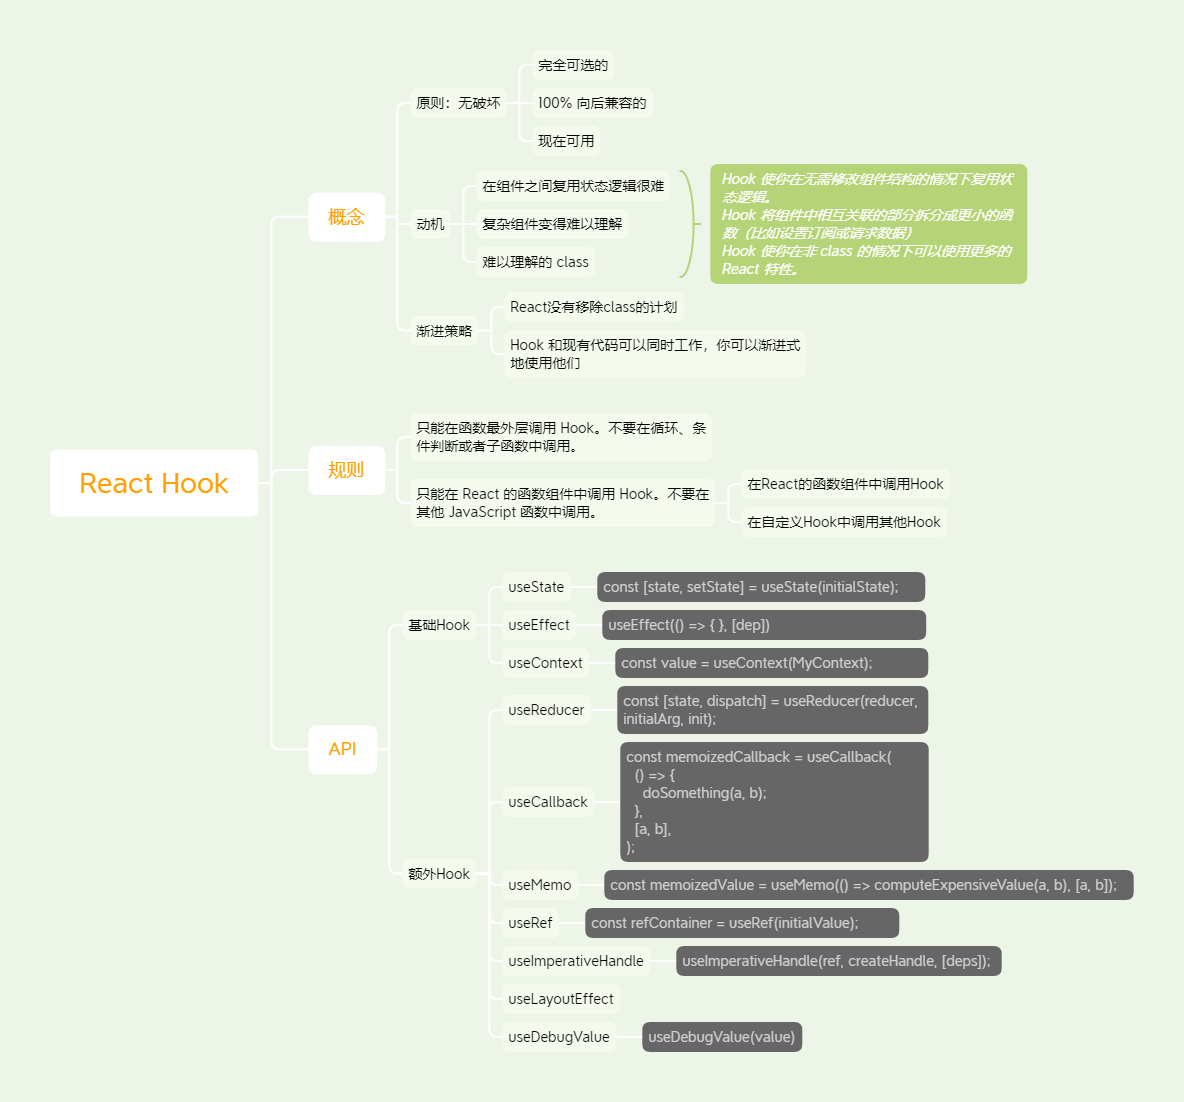 React Hook
概念
原则：无破坏
完全可选的
100% 向后兼容的
现在可用
动机
在组件之间复用状态逻辑很难
复杂组件变得难以理解
难以理解的 class
Hook 使你在无需修改组件结构的情况下复用状
态逻辑。
Hook 将组件中相互关联的部分拆分成更小的函
数（比如设置订阅或请求数据）
Hook 使你在非 class 的情况下可以使用更多的
React 特性。
渐进策略
React没有移除class的计划
Hook 和现有代码可以同时工作，你可以渐进式
地使用他们
规则
只能在函数最外层调用 Hook。不要在循环、条
件判断或者子函数中调用。
只能在 React 的函数组件中调用 Hook。不要在
其他 JavaScript 函数中调用。
在React的函数组件中调用Hook
在自定义Hook中调用其他Hook
API
基础Hook
useState
const [state, setState] = useState(initialState);
useEffect
useEffect(() => { }, [dep])
useContext
const value = useContext(MyContext);
额外Hook
useReducer
const [state, dispatch] = useReducer(reducer,
initialArg, init);
useCallback
const memoizedCallback = useCallback(
() => {
doSomething(a, b);
},
[a, b],
);
useMemo
const memoizedValue = useMemo(() => computeExpensiveValue(a, b), [a, b]);
useRef
const refContainer = useRef(initialValue);
useImperativeHandle
useImperativeHandle(ref, createHandle, [deps]);
useLayoutEffect
useDebugValue
useDebugValue(value)